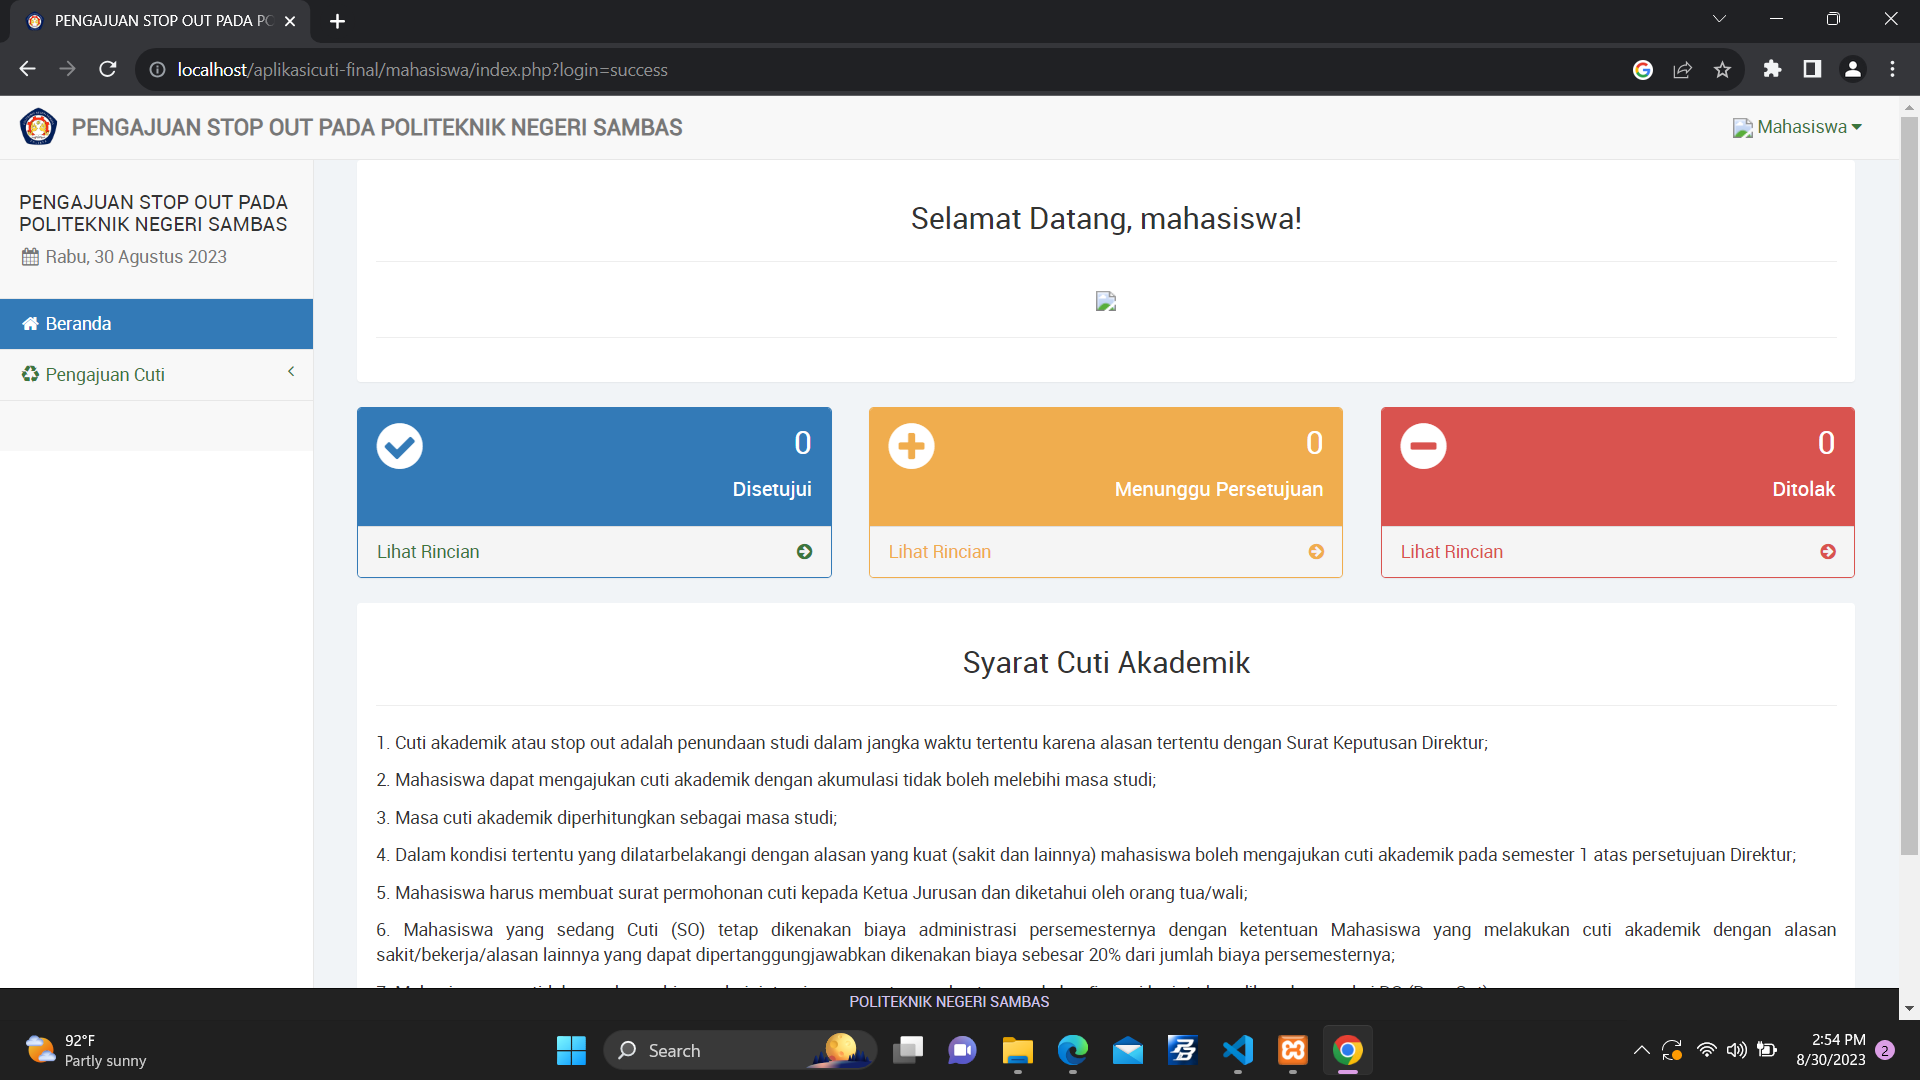 PENGAJUAN STOP OUT PADA PO
localhost/aplikasicuti-final/mahasiswa/index.php?login=success
PENGAJUAN STOP OUT PADA POLITEKNIK NEGERI SAMBAS
Mahasiswa
PENGAJUAN STOP OUT PADA
POLITEKNIK NEGERI SAMBAS
Rabu, 30 Agustus 2023
Beranda
Pengajuan Cuti
Selamat Datang, mahasiswa!
0
Disetujui
Lihat Rincian
0
Menunggu Persetujuan
Lihat Rincian
0
Ditolak
Lihat Rincian
Syarat Cuti Akademik
1. Cuti akademik atau stop out adalah penundaan studi dalam jangka waktu tertentu karena alasan tertentu dengan Surat Keputusan Direktur;
2. Mahasiswa dapat mengajukan cuti akademik dengan akumulasi tidak boleh melebihi masa studi;
3. Masa cuti akademik diperhitungkan sebagai masa studi;
4. Dalam kondisi tertentu yang dilatarbelakangi dengan alasan yang kuat (sakit dan lainnya) mahasiswa boleh mengajukan cuti akademik pada semester 1 atas persetujuan Direktur;
5. Mahasiswa harus membuat surat permohonan cuti kepada Ketua Jurusan dan diketahui oleh orang tua/wali;
6. Mahasiswa yang sedang Cuti (SO) tetap dikenakan biaya administrasi persemesternya dengan ketentuan Mahasiswa yang melakukan cuti akademik dengan alasan
sakit/bekerja/alasan lainnya yang dapat dipertanggungjawabkan dikenakan biaya sebesar 20% dari jumlah biaya persemesternya;
POLITEKNIK NEGERI SAMBAS
92°F
Partly sunny
Search
2:54 PM
8/30/2023
2